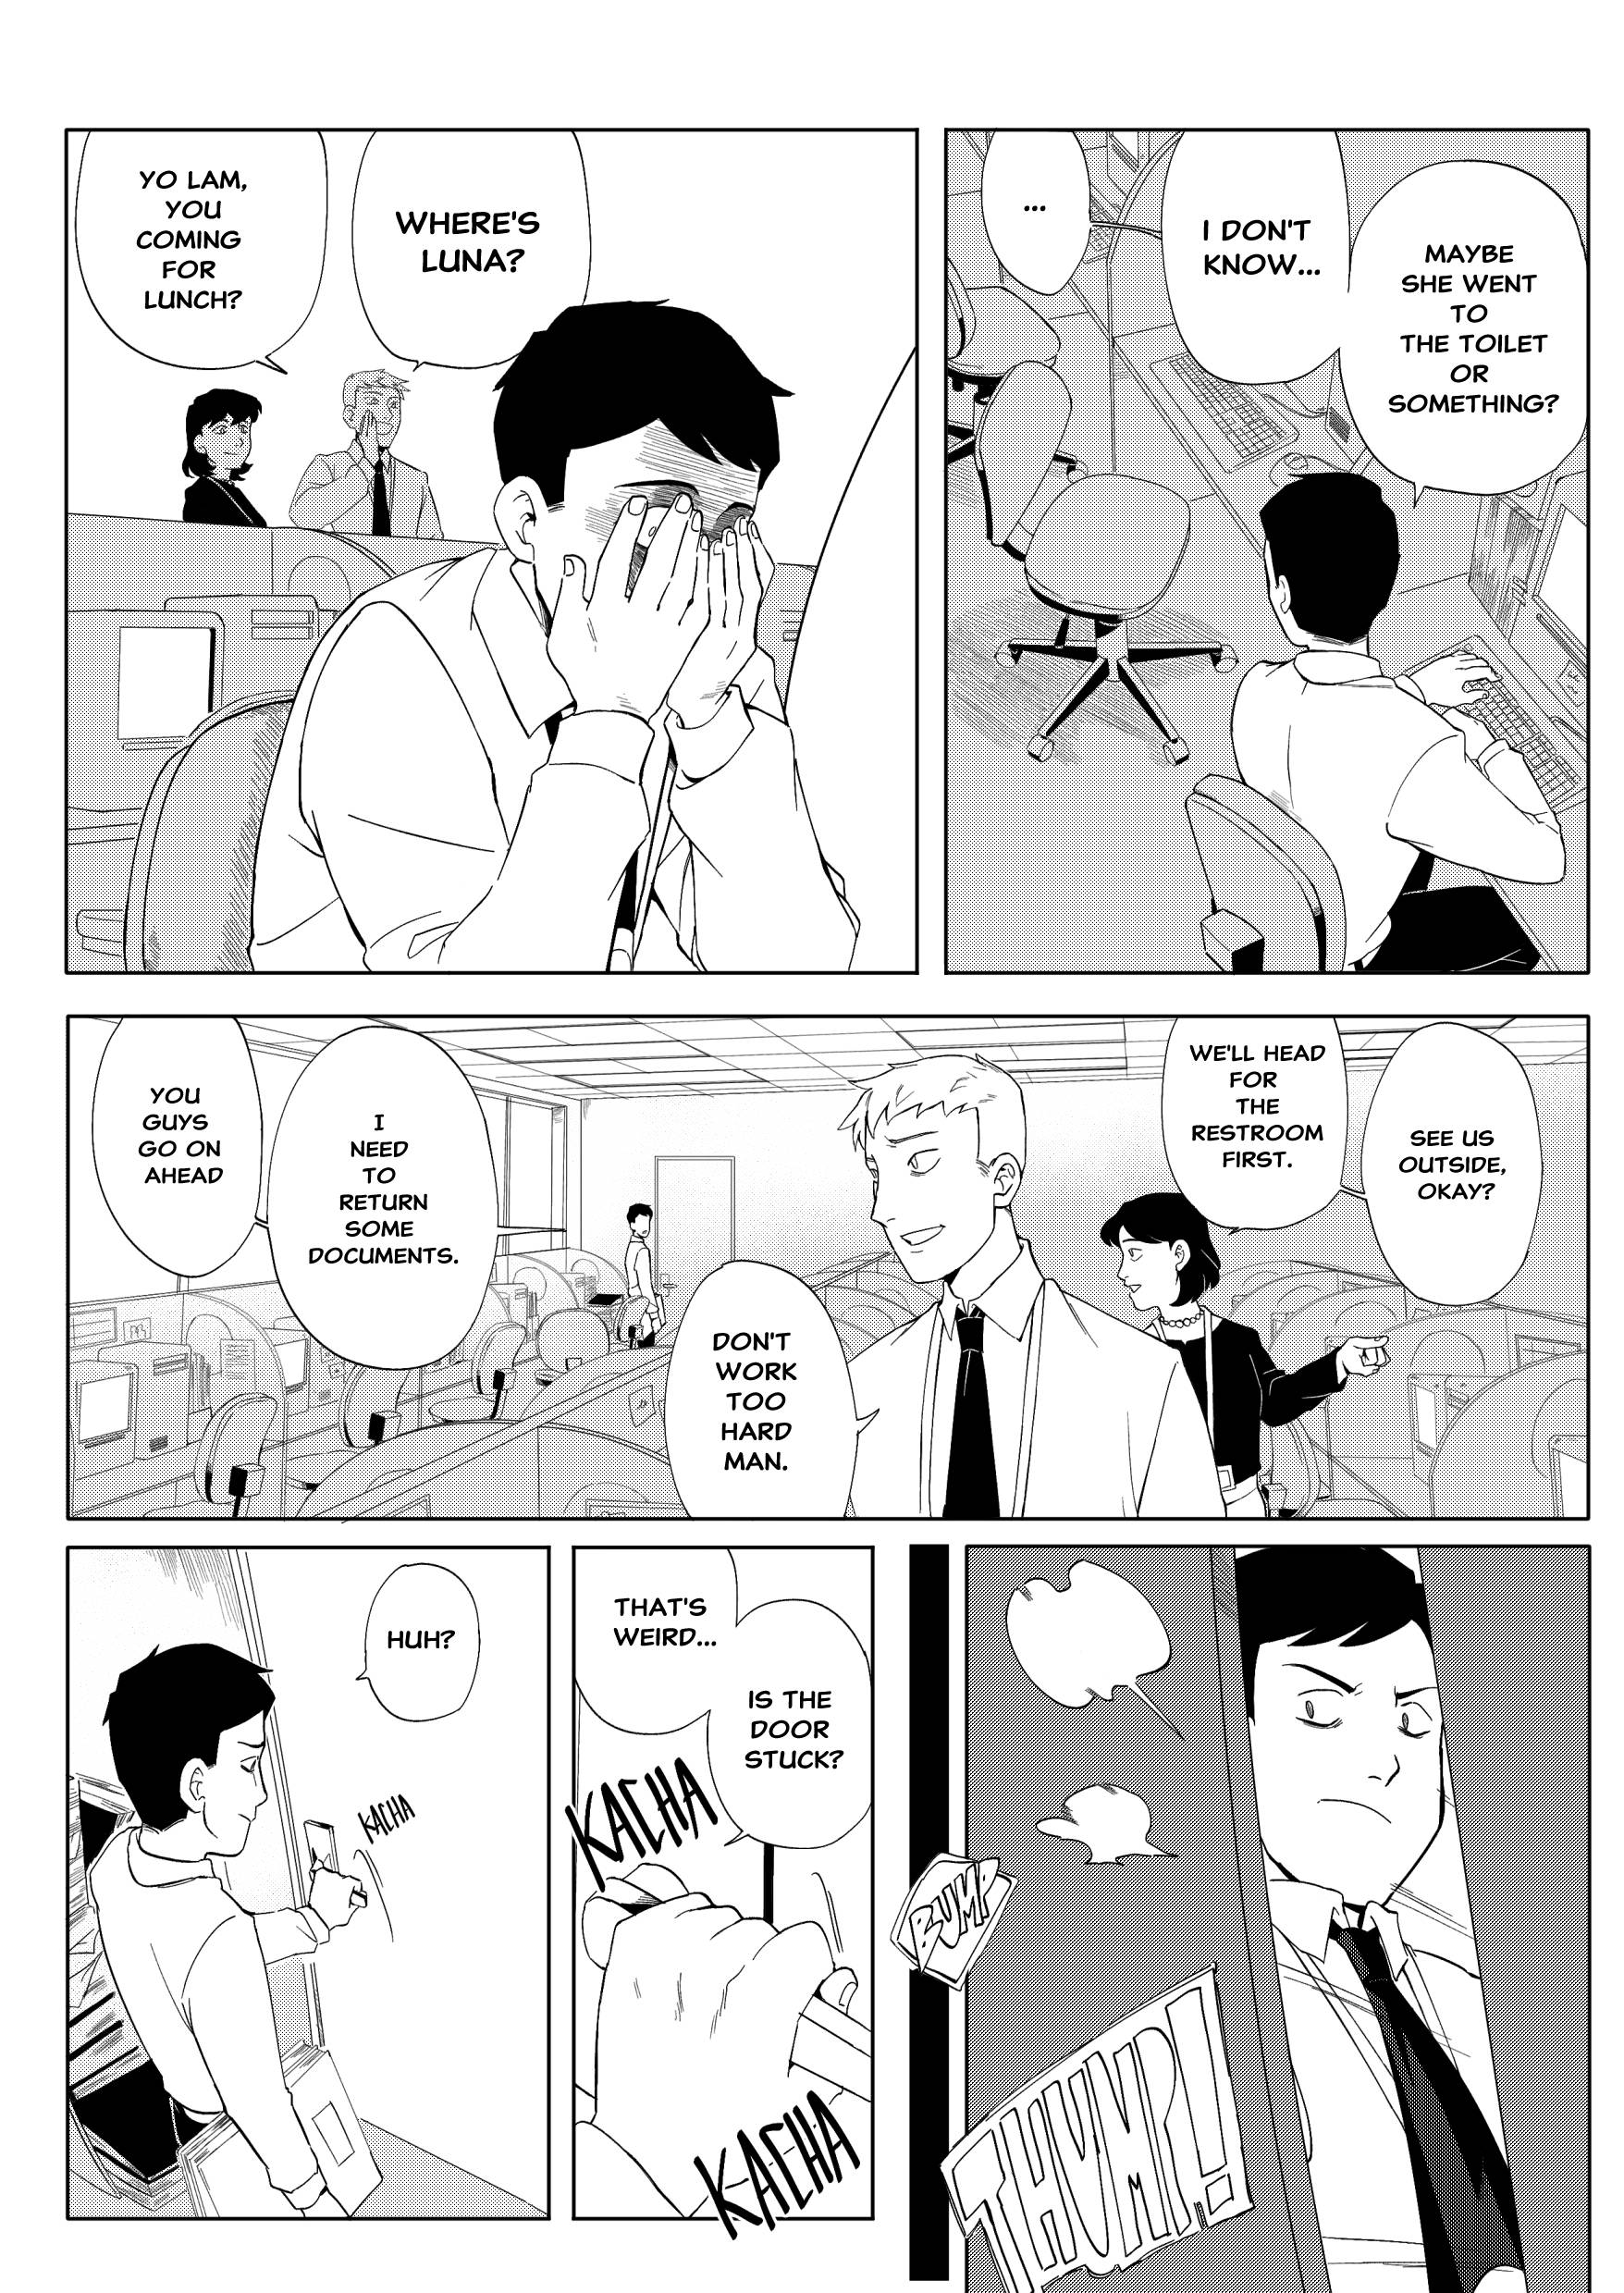 YO LAM,
YOU
COMING
FOR
LUNCH?
WHERE'S
LUNA?
...
I DON'T
KNOW...
MAYBE
SHE WENT
TO
THE TOILET
OR
SOMETHING?
YOU
GUYS
GO ON
AHEAD
I
NEED
TO
RETURN
SOME
DOCUMENTS.
DON'T
WORK
TOO
HARD
MAN.
WE'LL HEAD
FOR
THE
RESTROOM
FIRST.
SEE US
OUTSIDE,
OKAY?
HUH?
KACHA
THAT'S
WEIRD...
IS THE
DOOR
STUCK?
KACHA
KACHA
BUMP
THUMP!